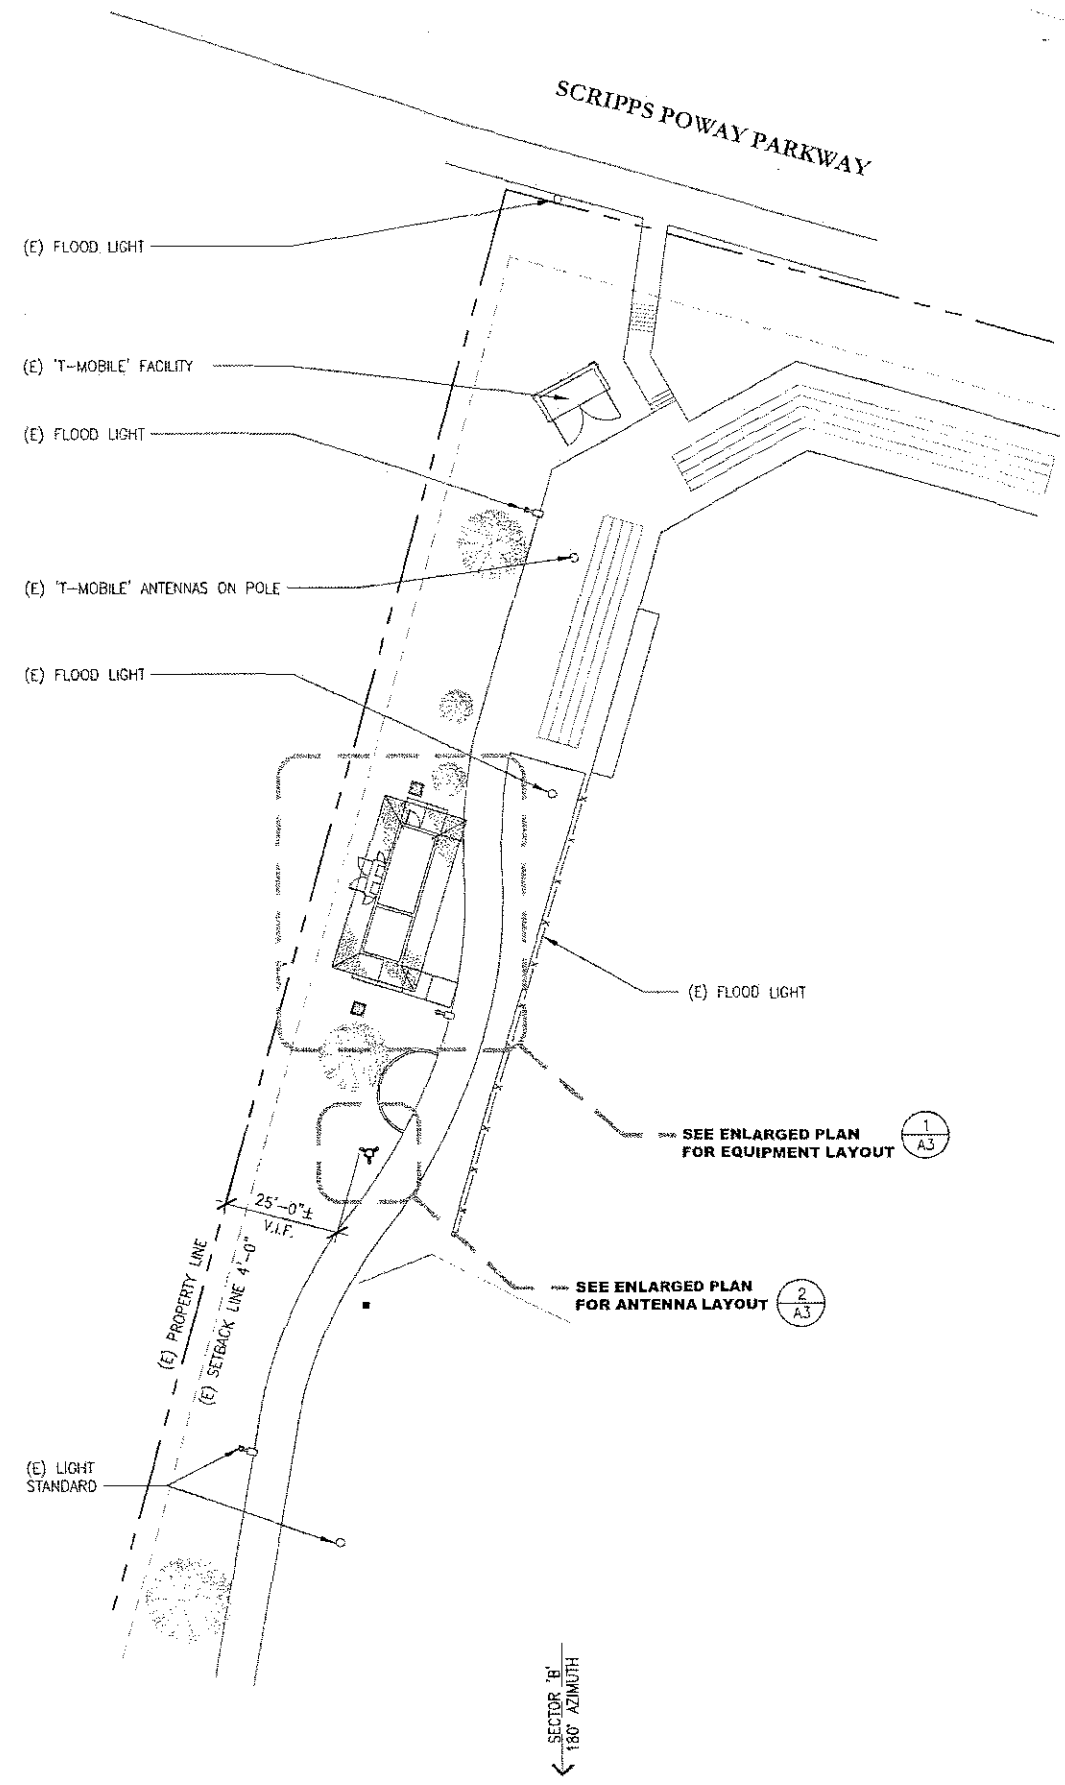 SCRIPPS POWAY PARKWAY
(E) FLOOD LIGHT
(E) 'T-MOBILE' FACILITY
(E) FLOOD LIGHT
(E) 'T-MOBILE' ANTENNAS ON POLE
(E) FLOOD LIGHT
(E) FLOOD LIGHT
SEE ENLARGED PLAN
FOR EQUIPMENT LAYOUT
1
A3
25'-0"±
V.I.F.
(E) PROPERTY LINE
(E) SETBACK LINE 4'-0"
SEE ENLARGED PLAN
FOR ANTENNA LAYOUT
2
A3
(E) LIGHT
STANDARD
SECTOR 'B'
180° AZIMUTH